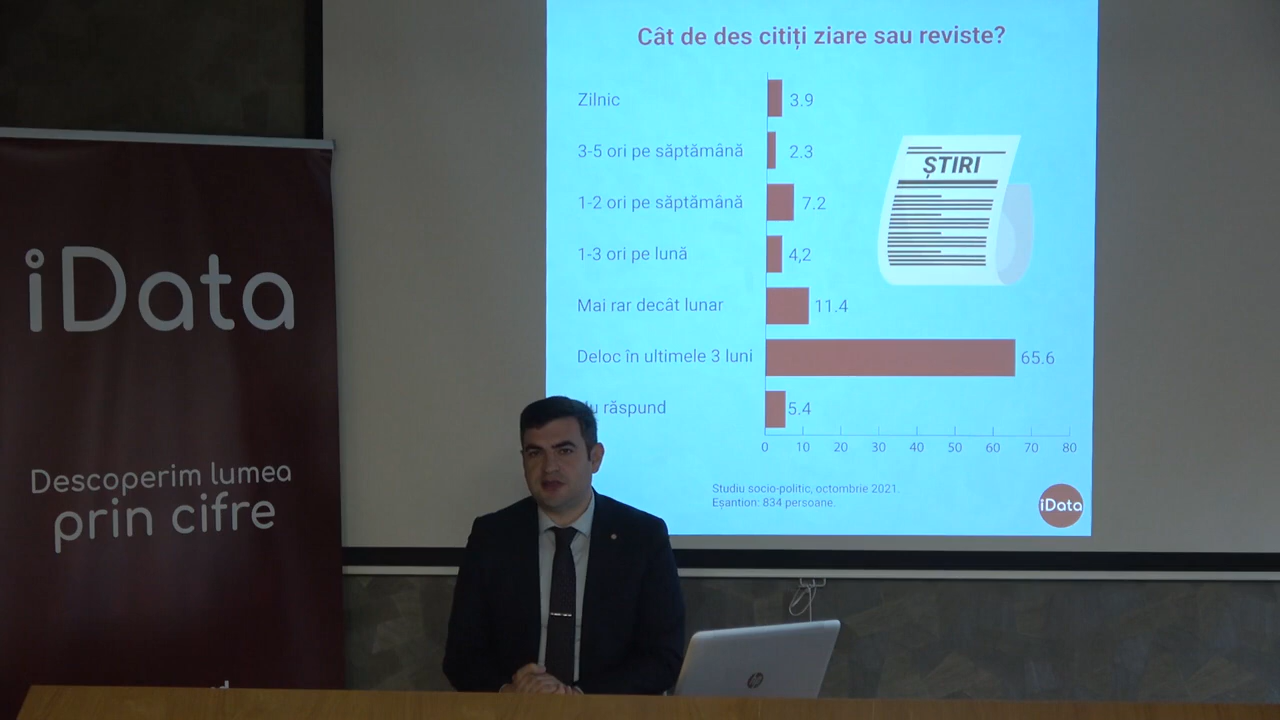 iData
Descoperim lumea
prin cifre
Cât de des citiți ziare sau reviste?
Zilnic 3.9
3-5 ori pe săptămână 2.3
1-2 ori pe săptămână 7.2
1-3 ori pe lună 4,2
Mai rar decât lunar 11.4
Deloc în ultimele 3 luni 65.6
răspund 5.4
0 10 20 30 40 50 60 70 80
ȘTIRI
Studiu socio-politic, octombrie 2021.
Eșantion: 834 persoane.
iData
hp